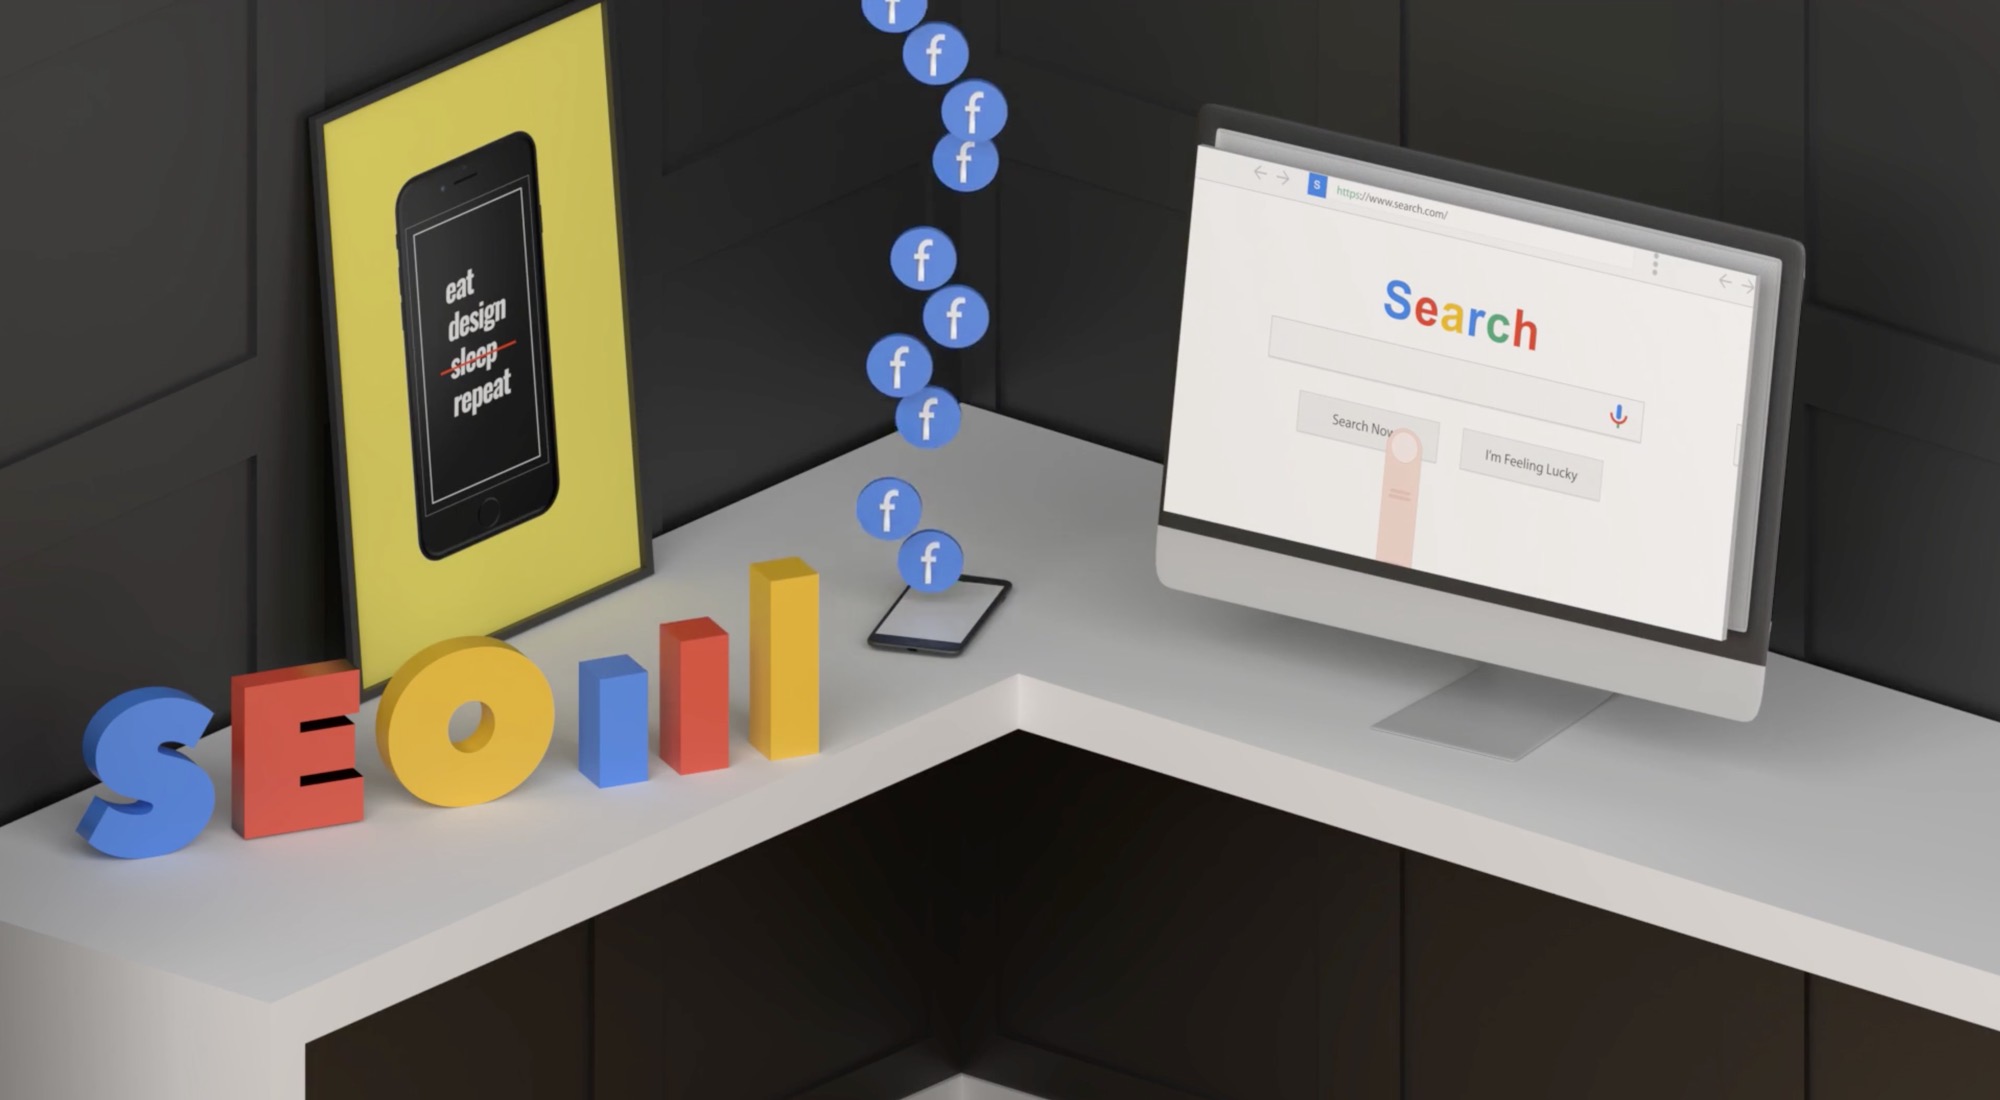 eat
design
sleep
repeat
SEO
f
f
f
f
f
f
f
f
f
f
S
https://www.search.com/
Search
Search Now
I'm Feeling Lucky